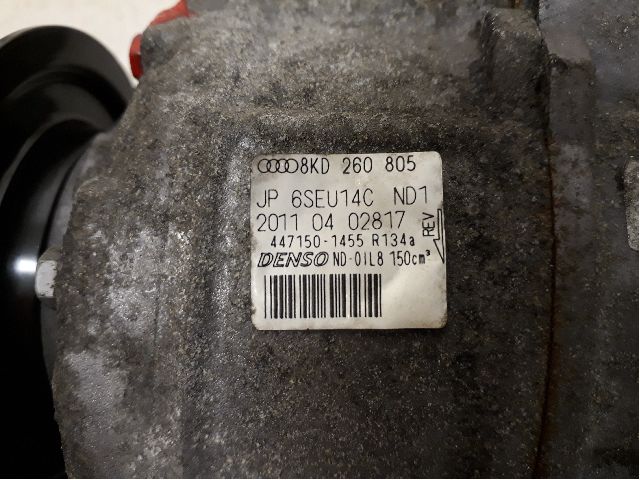 8KD 260 805
JP 6SEU14C ND1
2011 04 02817 REV
447150-1455 R134a
DENSO ND-OIL8 150cm³